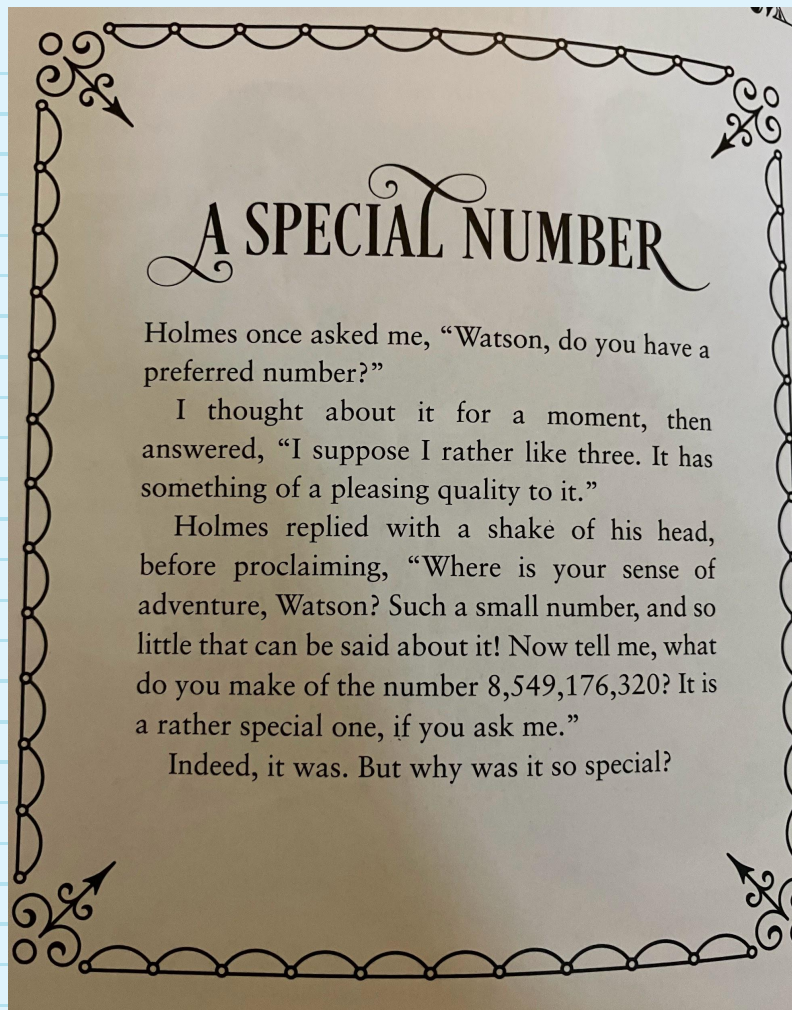 A SPECIAL NUMBER
Holmes once asked me, “Watson, do you have a
preferred number?”
I thought about it for a moment, then
answered, “I suppose I rather like three. It has
something of a pleasing quality to it.”
Holmes replied with a shake of his head,
before proclaiming, “Where is your sense of
adventure, Watson? Such a small number, and so
little that can be said about it! Now tell me, what
do you make of the number 8,549,176,320? It is
a rather special one, if you ask me.”
Indeed, it was. But why was it so special?